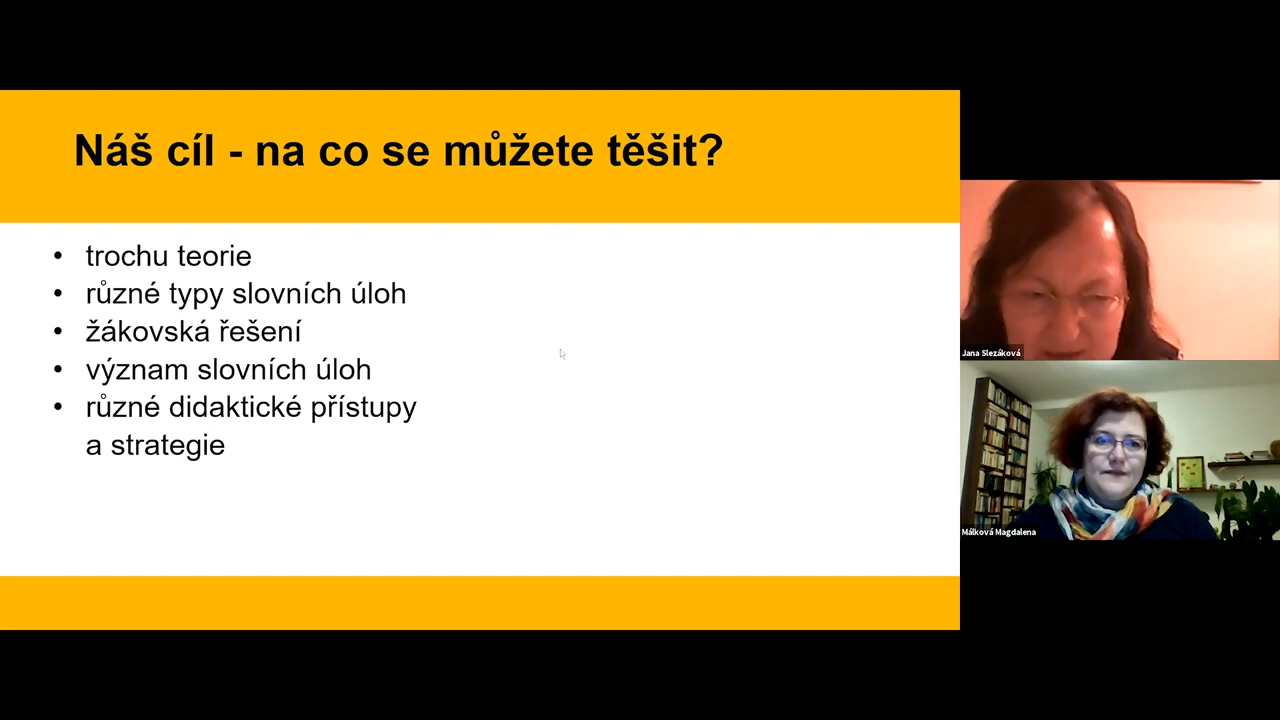 Náš cíl - na co se můžete těšit?
• trochu teorie
• různé typy slovních úloh
• žákovská řešení
• význam slovních úloh
• různé didaktické přístupy
a strategie
Jana Slezáková
Málková Magdalena